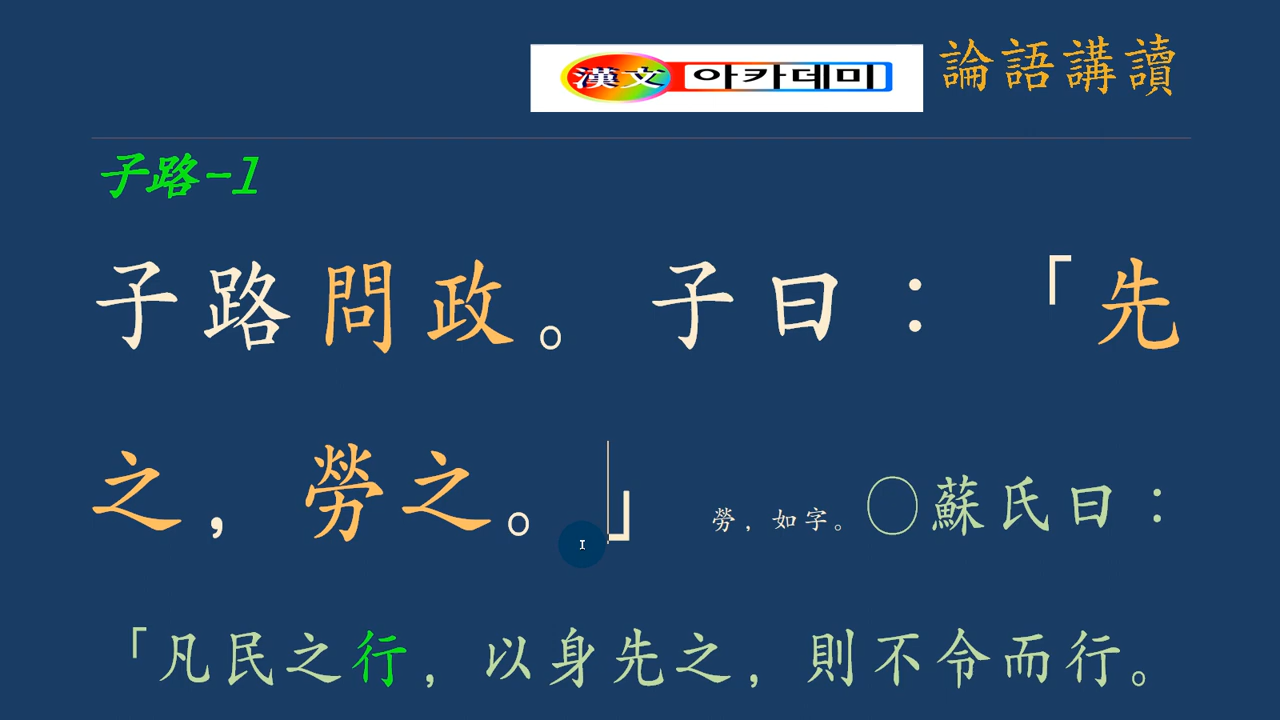 漢文 아카데미 論語講讀
子路-1
子路問政。子曰：「先
之，勞之。」 勞，如字。○蘇氏曰：
「凡民之行，以身先之，則不令而行。